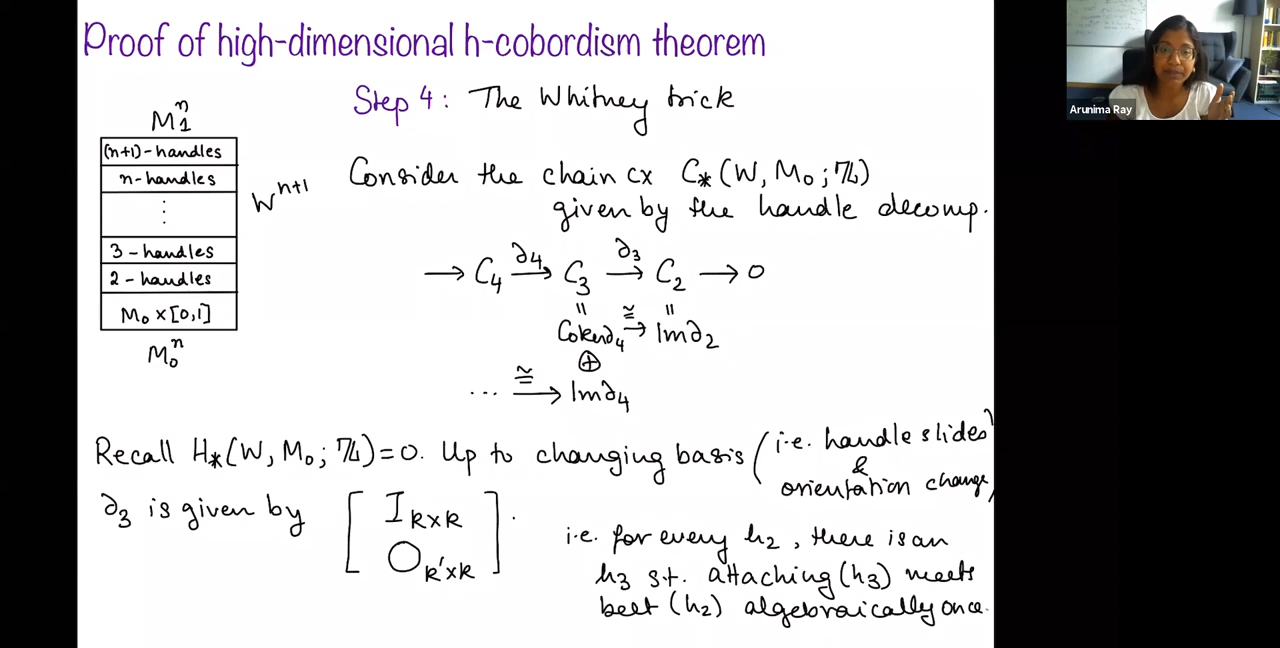 Proof of high-dimensional h-cobordism theorem
Arunima Ray
Step 4: The Whitney trick
M₁ⁿ
(n+1)-handles
n-handles
⋮
3-handles
2-handles
M₀ × [0,1]
M₀ⁿ
Wⁿ⁺¹
Consider the chain cx C*(W, M₀; ℤ)
given by the handle decomp.
→ C₄ —∂₄→ C₃ —∂₃→ C₂ → 0
= ≅ =
Coker∂₄ → Im∂₂
⊕
... —≅→ Im∂₄
Recall H*(W, M₀; ℤ)=0. Up to changing basis (i.e. handle slides
& orientation change)
∂₃ is given by [ I_{k×k}
O_{k'×k} ].
i.e. for every h₂, there is an
h₃ s.t. attaching(h₃) meets
belt(h₂) algebraically once.